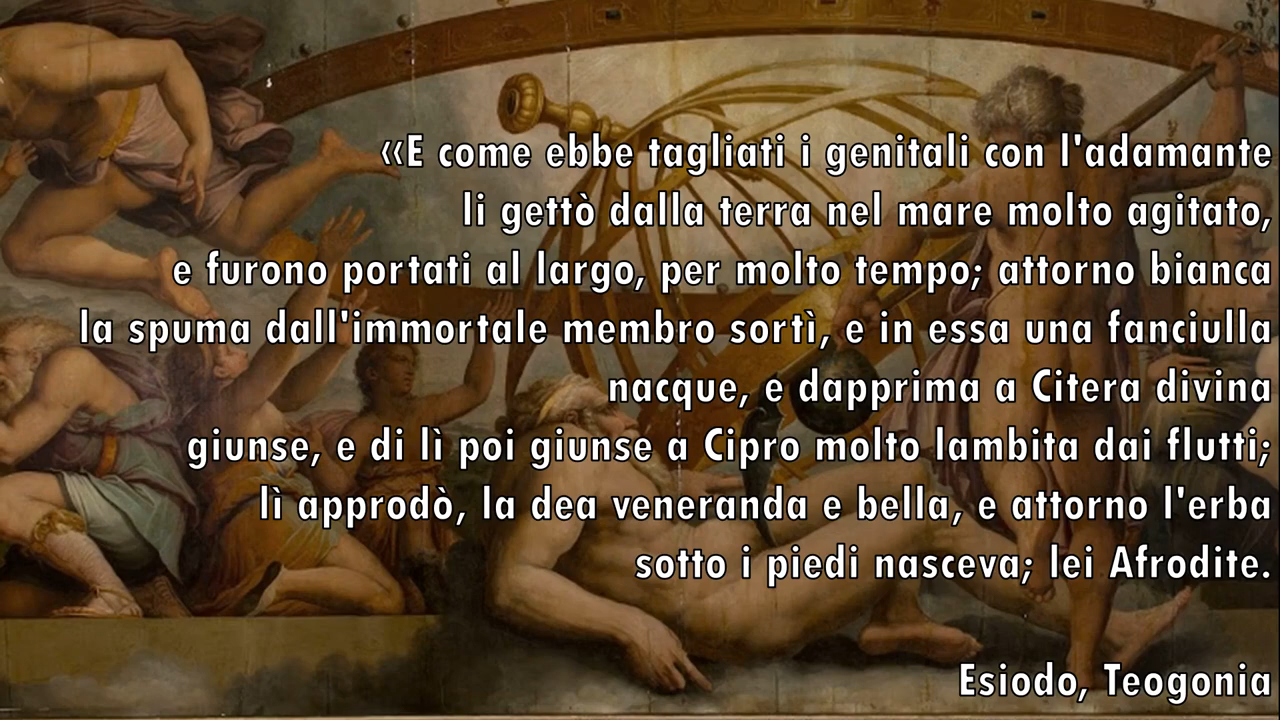 «E come ebbe tagliati i genitali con l'adamante
li gettò dalla terra nel mare molto agitato,
e furono portati al largo, per molto tempo; attorno bianca
la spuma dall'immortale membro sortì, e in essa una fanciulla
nacque, e dapprima a Citera divina
giunse, e di lì poi giunse a Cipro molto lambita dai flutti;
lì approdò, la dea veneranda e bella, e attorno l'erba
sotto i piedi nasceva; lei Afrodite.
Esiodo, Teogonia